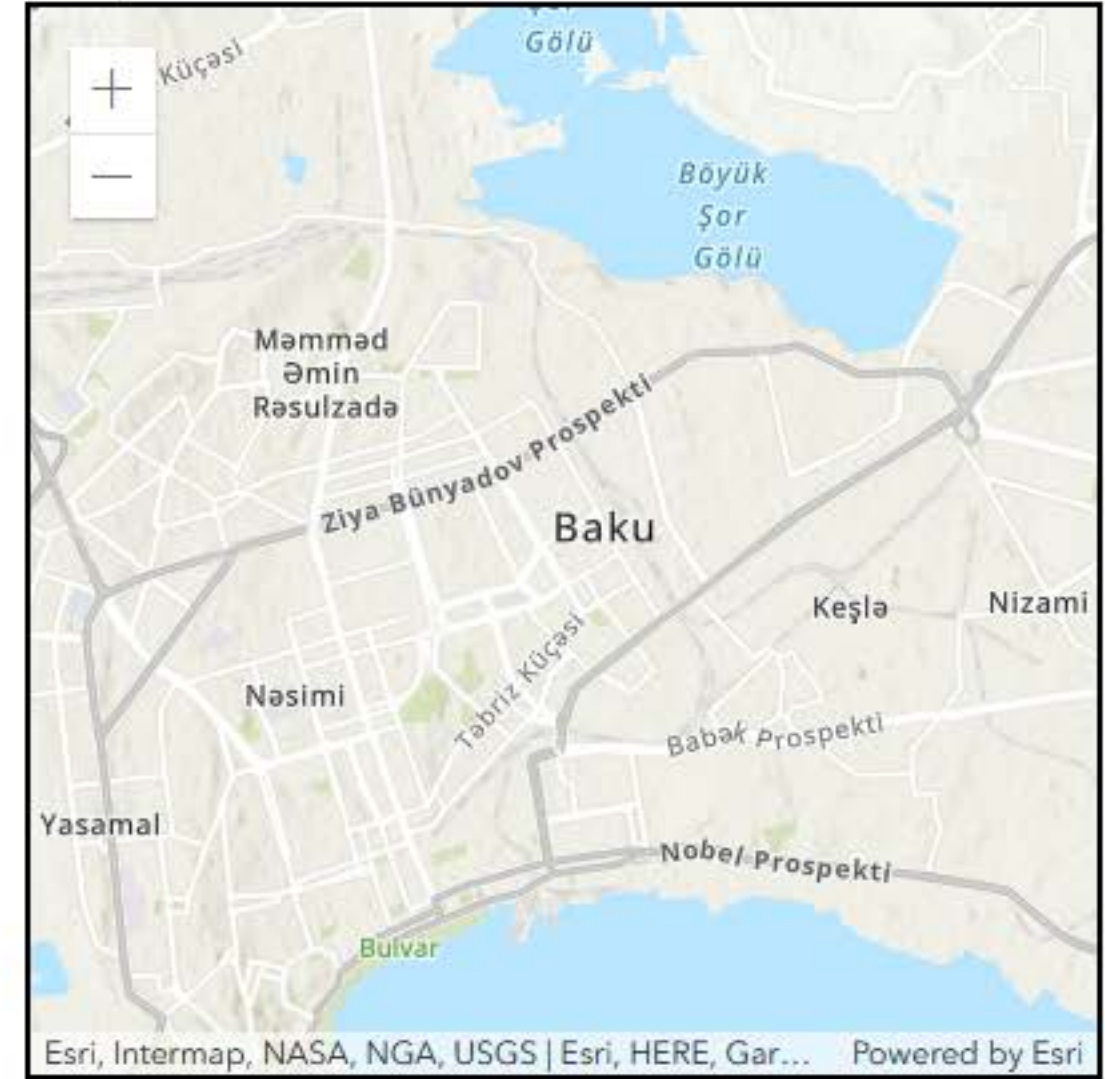 Gölü
Küçəsi
Böyük
Şor
Gölü
Məmməd
Əmin
Rəsulzadə
Ziya Bünyadov Prospekti
Baku
Keşlə
Nizami
Təbriz Küçəsi
Nəsimi
Babək Prospekti
Yasamal
Nobel Prospekti
Bulvar
Esri, Intermap, NASA, NGA, USGS | Esri, HERE, Gar...
Powered by Esri